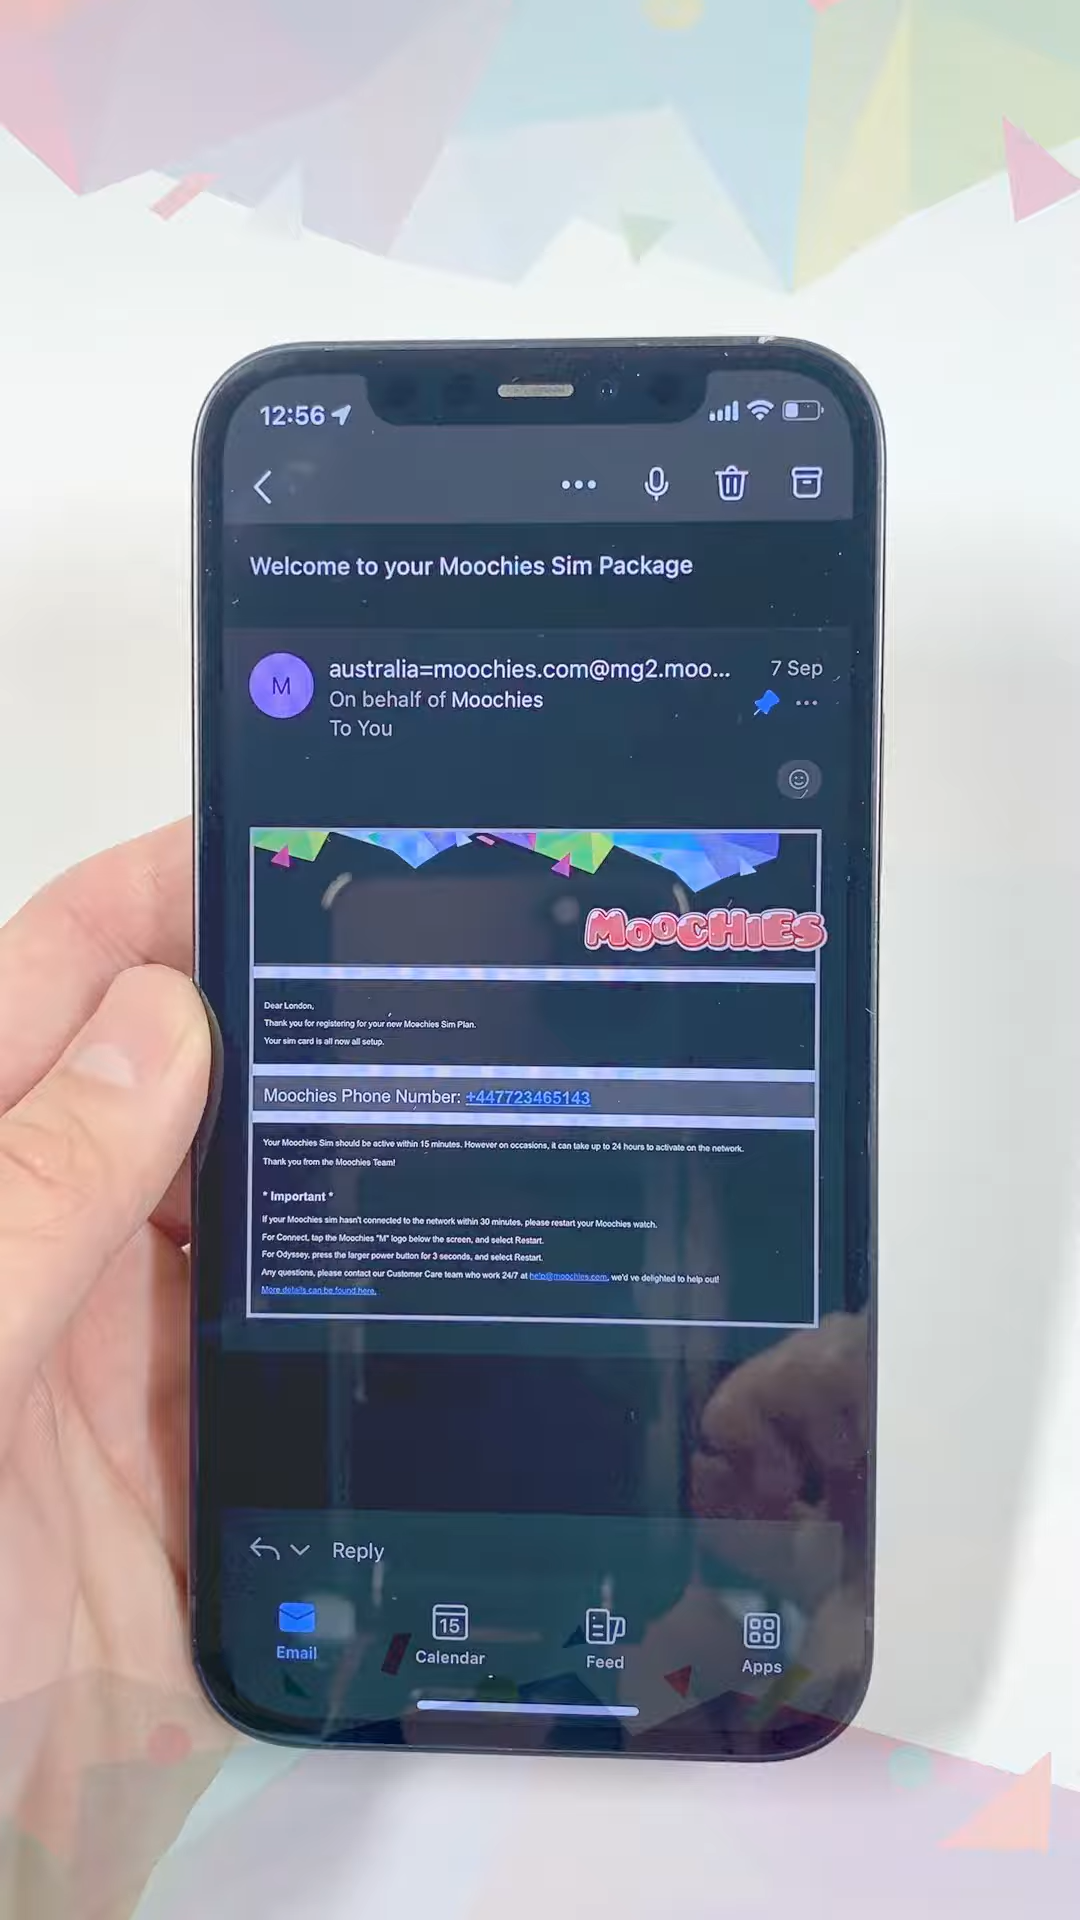 12:56
Welcome to your Moochies Sim Package
M
australia=moochies.com@mg2.moo...
7 Sep
On behalf of Moochies
To You
MOOCHIES
Dear London,
Thank you for registering for your new Moochies Sim Plan.
Your sim card is all now all setup.
Moochies Phone Number: +447723465143
Your Moochies Sim should be active within 15 minutes. However on occasions, it can take up to 24 hours to activate on the network.
Thank you from the Moochies Team!
* Important *
If your Moochies sim hasn't connected to the network within 30 minutes, please restart your Moochies watch.
For Connect, tap the Moochies "M" logo below the screen, and select Restart.
For Odyssey, press the larger power button for 3 seconds, and select Restart.
Any questions, please contact our Customer Care team who work 24/7 at help@moochies.com, we'd ve delighted to help out!
More details can be found here.
Reply
Email
15
Calendar
Feed
Apps